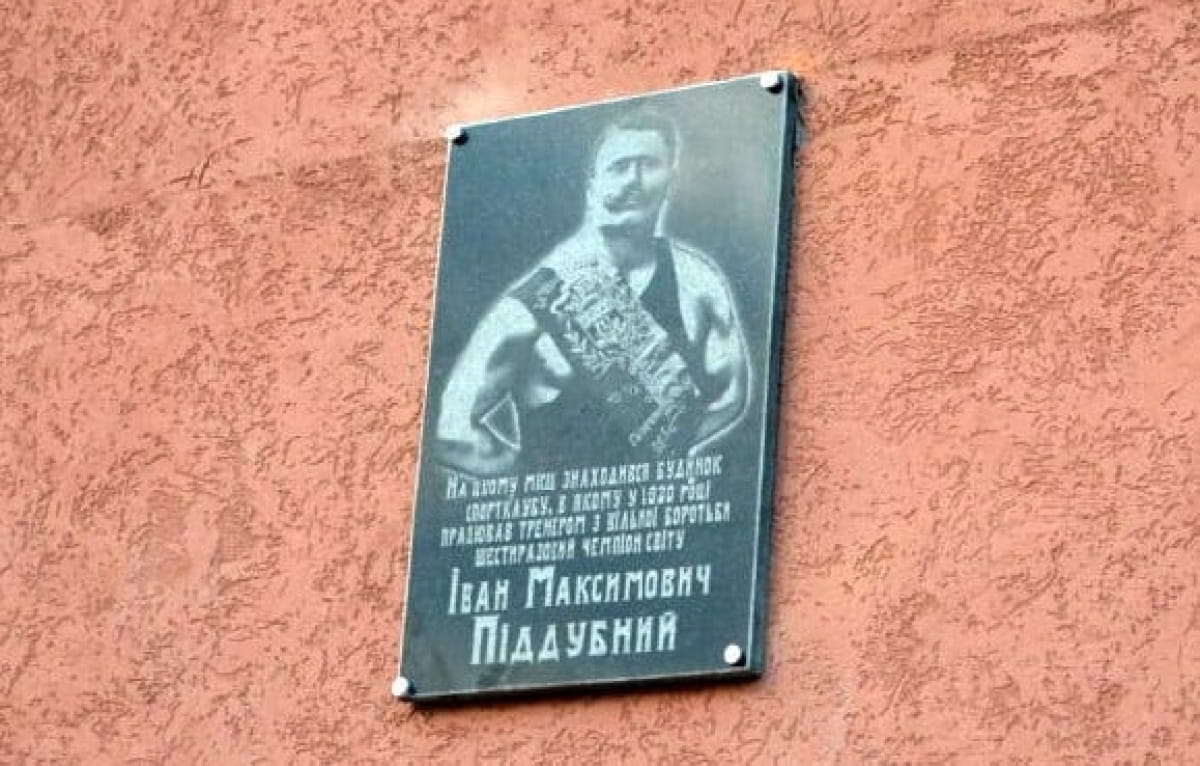 На цьому місці знаходився будинок
спортклубу, в якому у 1920 році
працював тренером з вільної боротьби
шестиразовий чемпіон світу
Іван Максимович
Піддубний